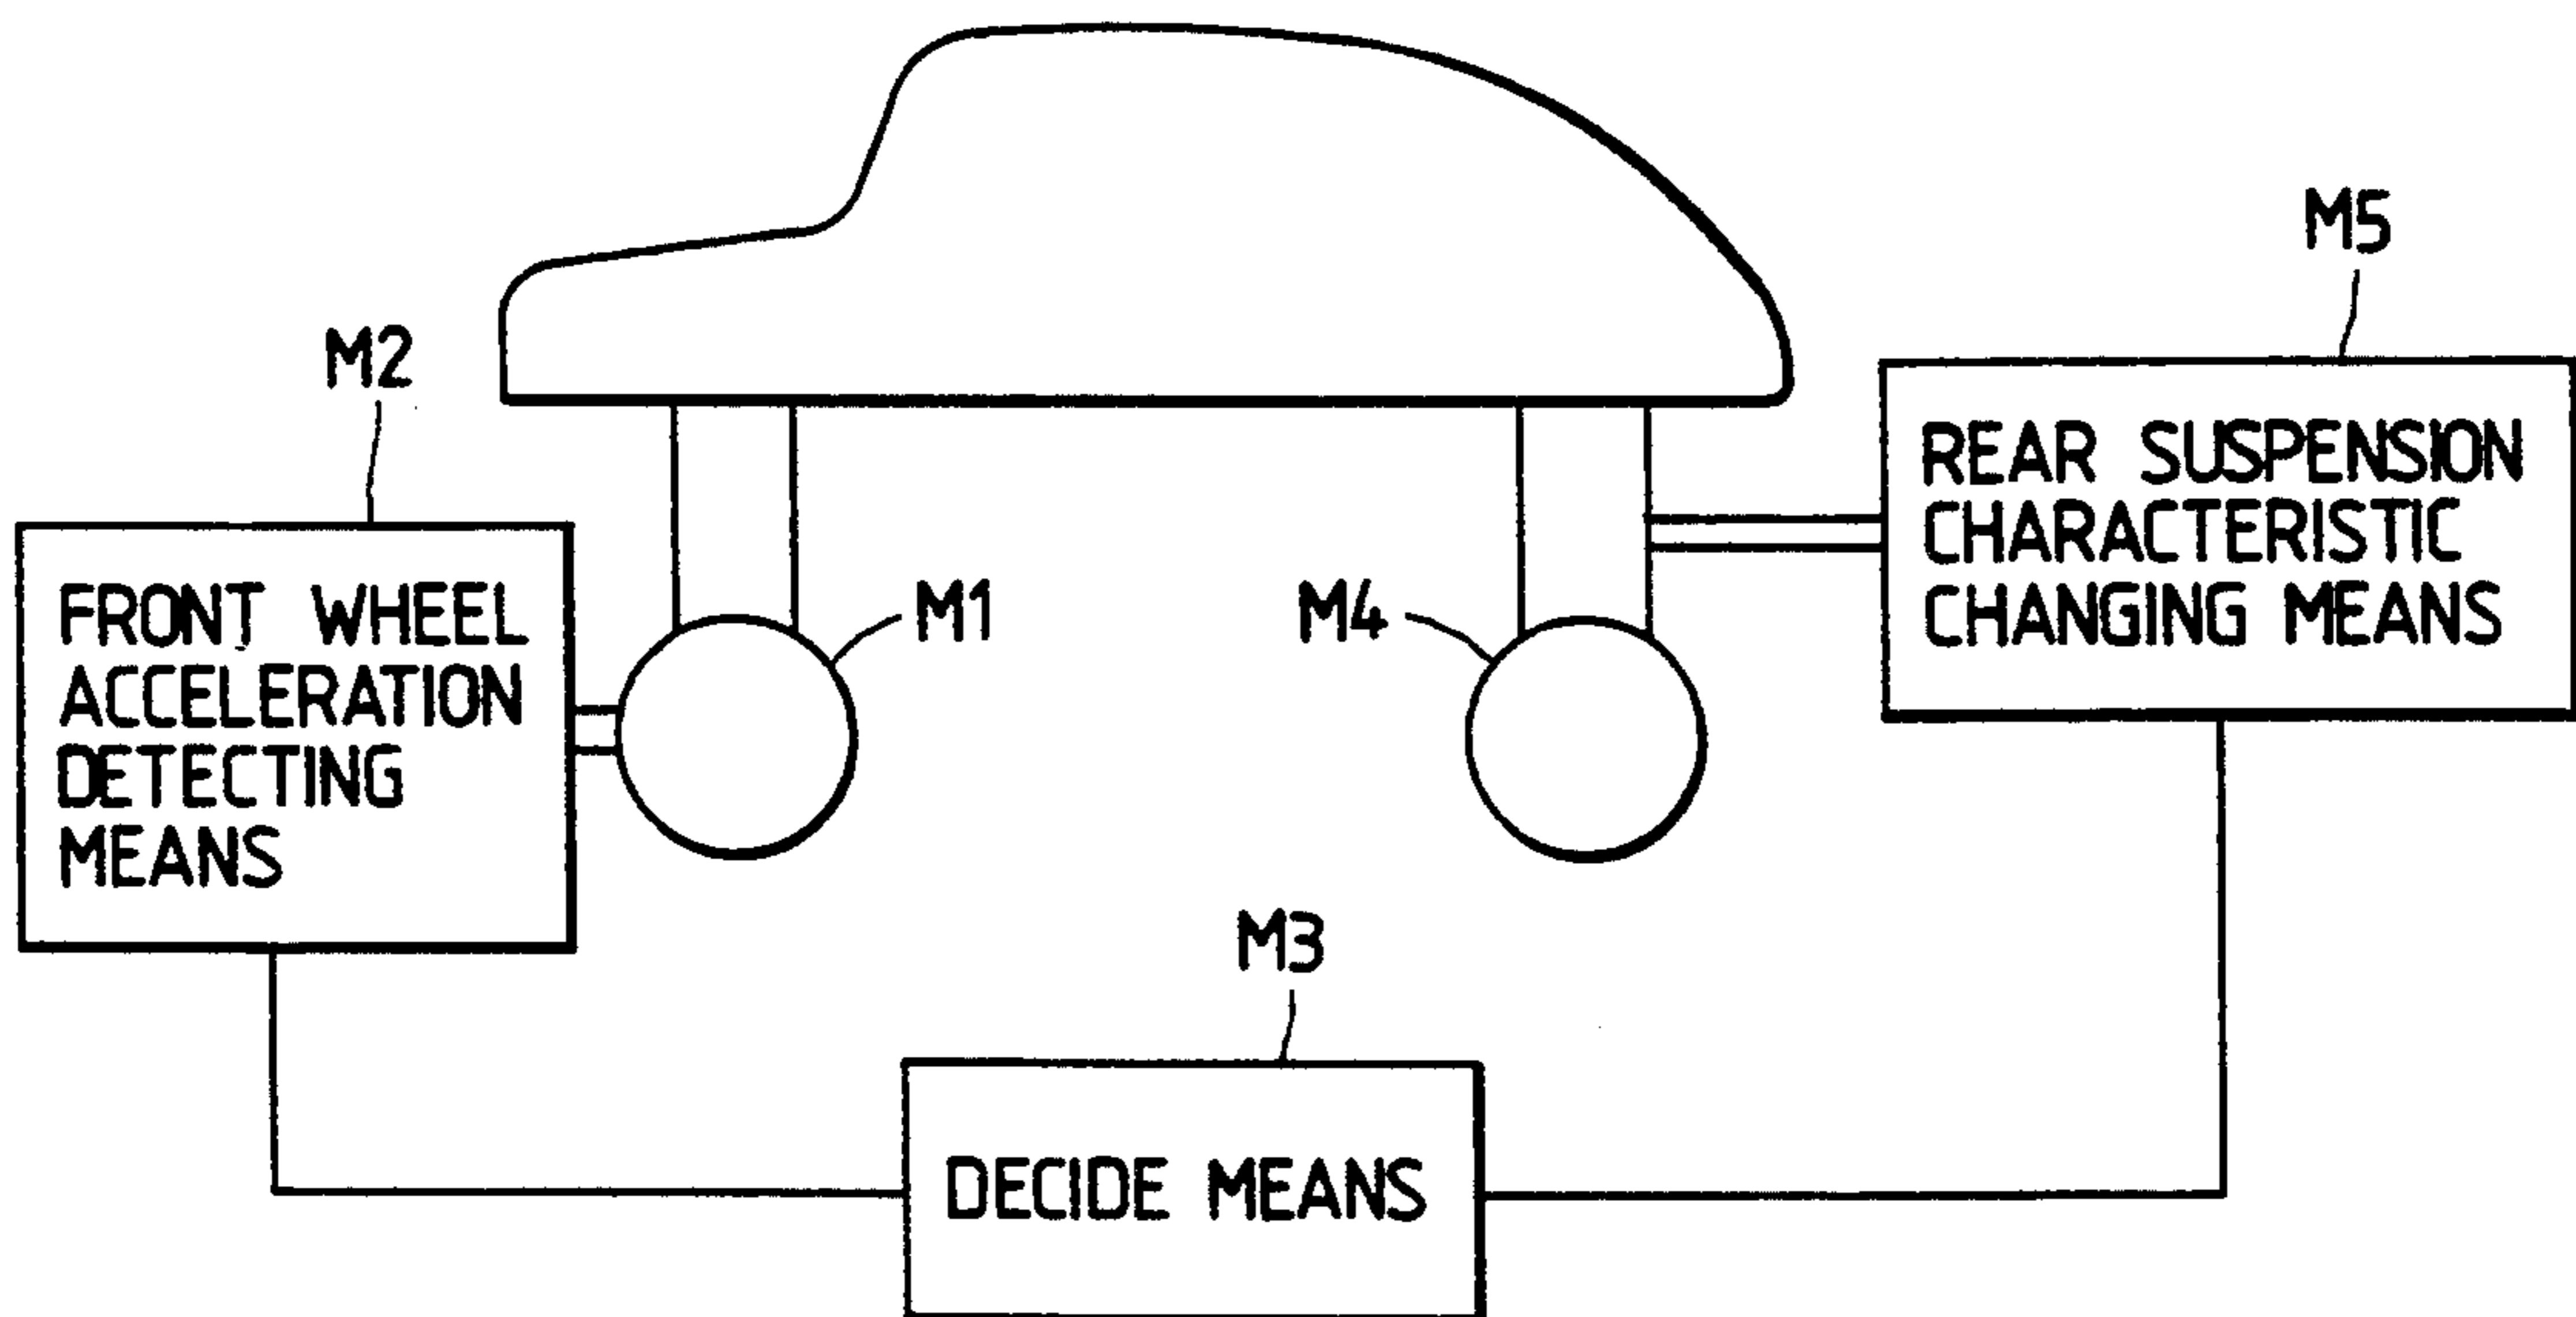 M5
M2
REAR SUSPENSION
CHARACTERISTIC
CHANGING MEANS
FRONT WHEEL
ACCELERATION
DETECTING
MEANS
M1
M4
M3
DECIDE MEANS